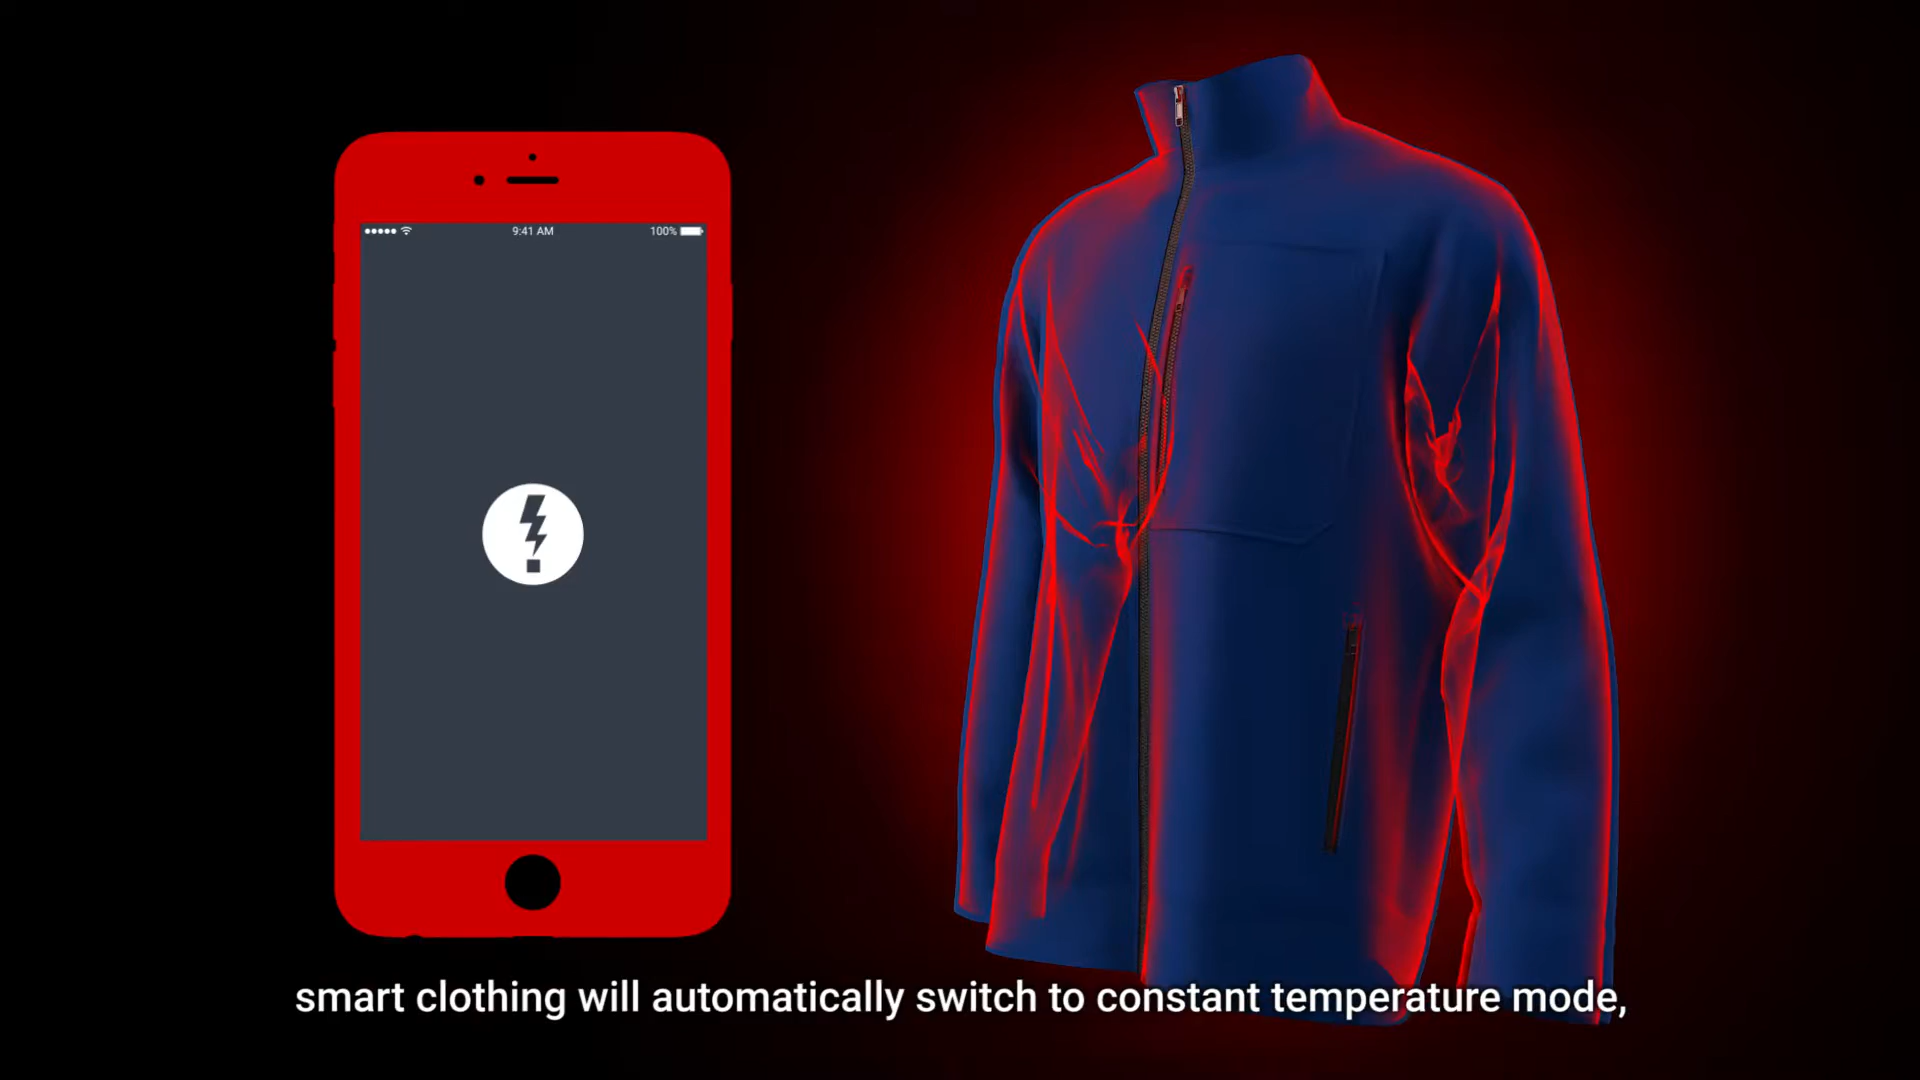 9:41 AM
100%
smart clothing will automatically switch to constant temperature mode,